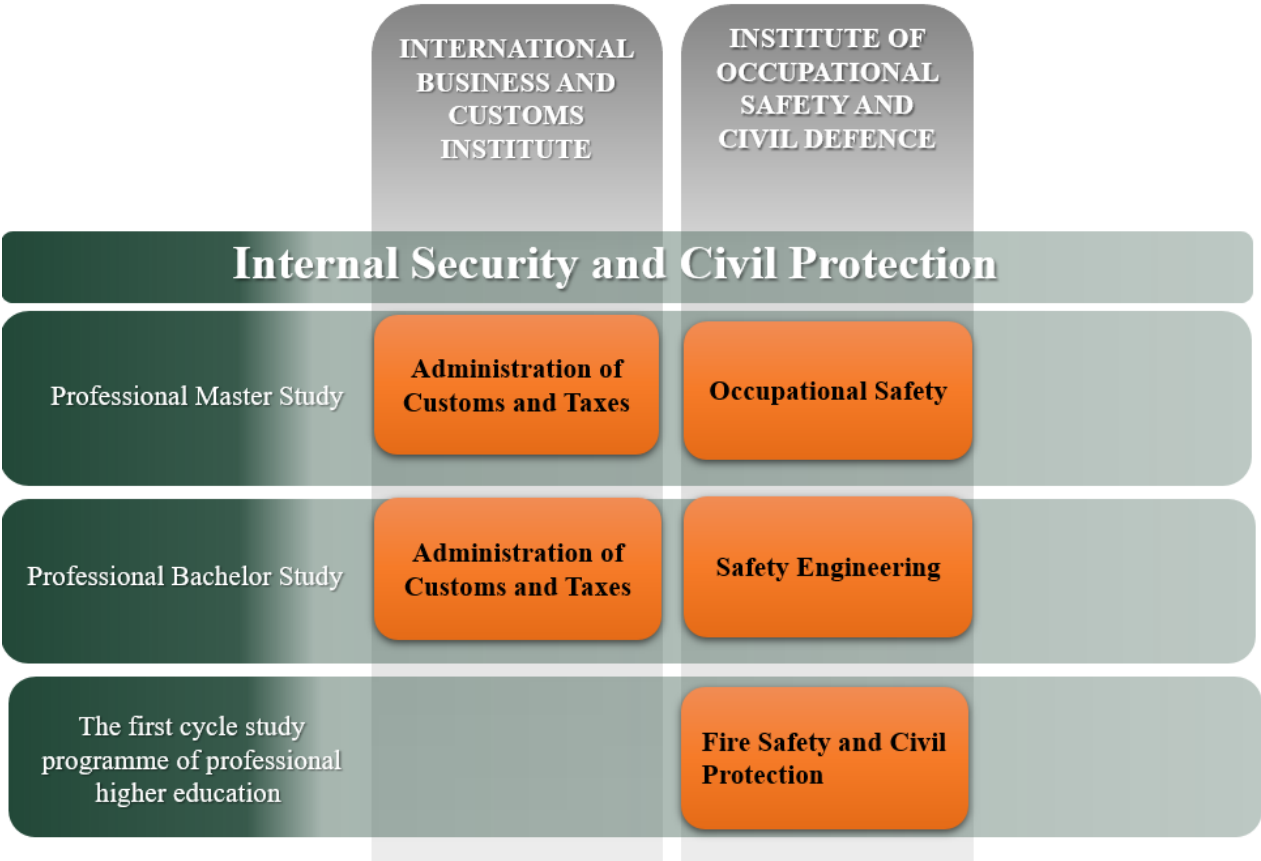 INTERNATIONAL
BUSINESS AND
CUSTOMS
INSTITUTE
INSTITUTE OF
OCCUPATIONAL
SAFETY AND
CIVIL DEFENCE
Internal Security and Civil Protection
Professional Master Study
Administration of
Customs and Taxes
Occupational Safety
Professional Bachelor Study
Administration of
Customs and Taxes
Safety Engineering
The first cycle study
programme of professional
higher education
Fire Safety and Civil
Protection